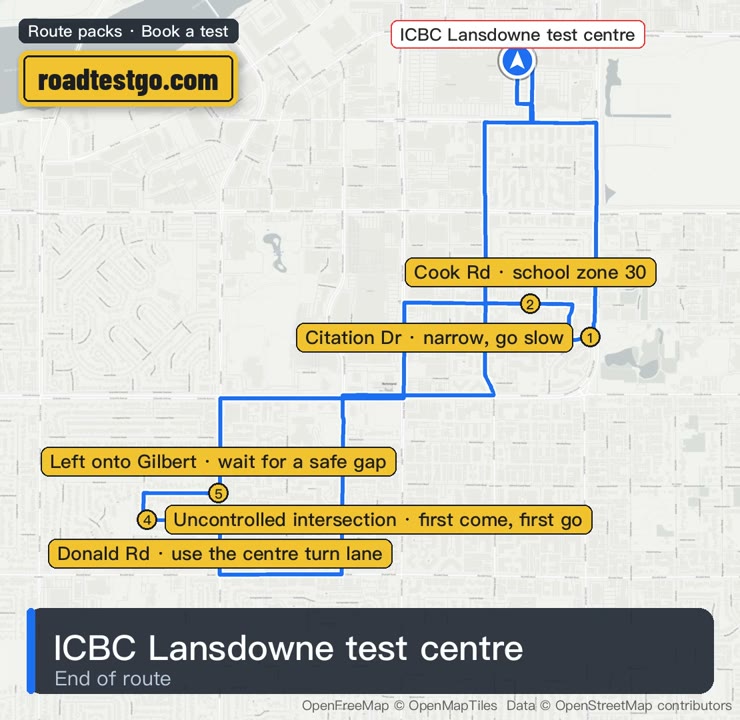 Route packs · Book a test
roadtestgo.com
ICBC Lansdowne test centre
Cook Rd · school zone 30
2
Citation Dr · narrow, go slow
1
Left onto Gilbert · wait for a safe gap
5
4
Uncontrolled intersection · first come, first go
Donald Rd · use the centre turn lane
ICBC Lansdowne test centre
End of route
OpenFreeMap © OpenMapTiles Data © OpenStreetMap contributors